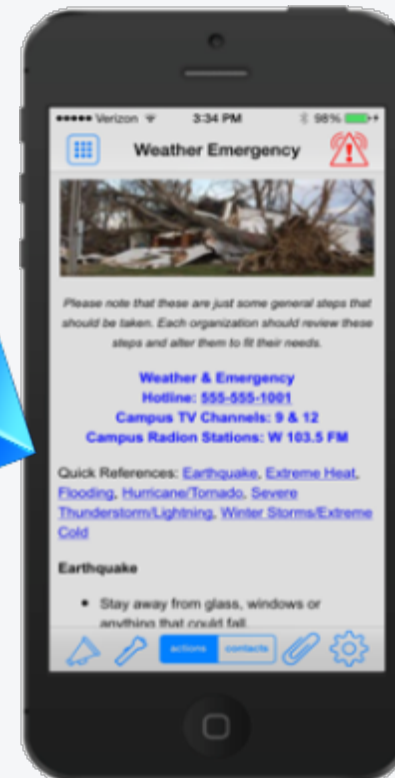 Verizon 3:34 PM 98%
Weather Emergency
Please note that these are just some general steps that
should be taken. Each organization should review these
steps and alter them to fit their needs.
Weather & Emergency
Hotline: 555-555-1001
Campus TV Channels: 9 & 12
Campus Radion Stations: W 103.5 FM
Quick References: Earthquake, Extreme Heat,
Flooding, Hurricane/Tornado, Severe
Thunderstorm/Lightning, Winter Storms/Extreme
Cold
Earthquake
• Stay away from glass, windows or
anything that could fall
actions contacts